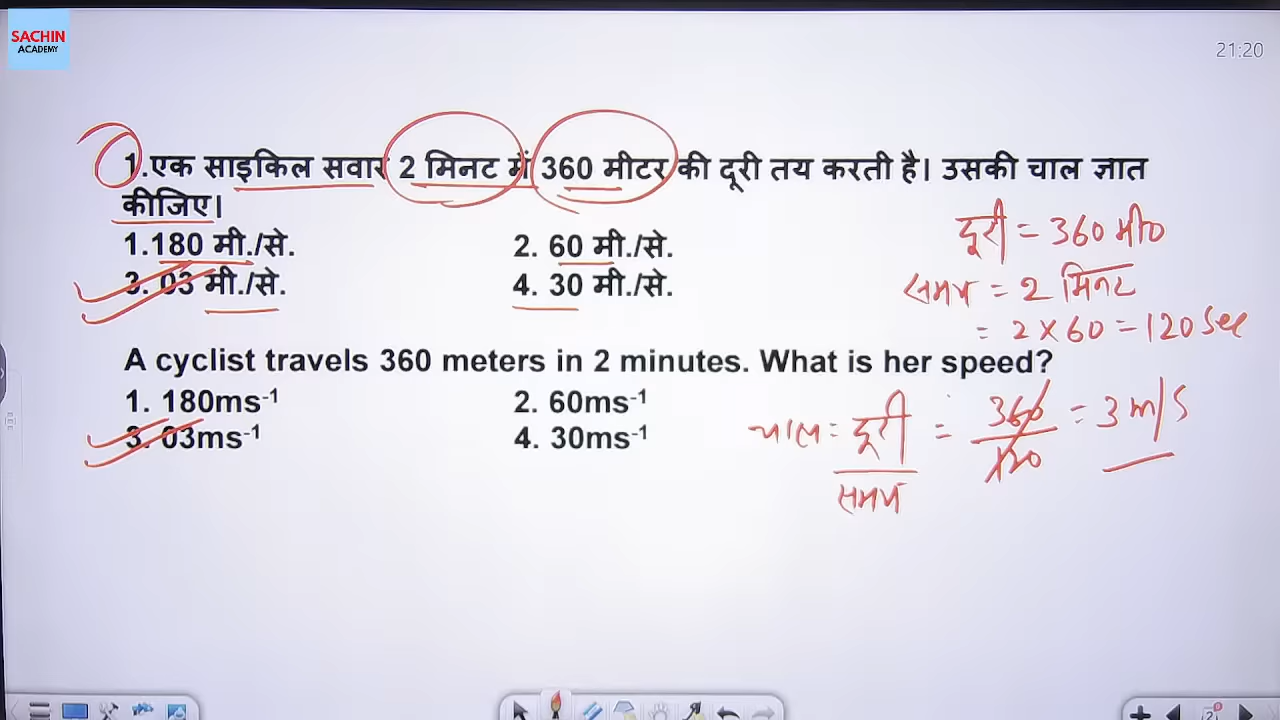 SACHIN
ACADEMY
21:20
1.एक साइकिल सवार 2 मिनट में 360 मीटर की दूरी तय करती है। उसकी चाल ज्ञात
कीजिए।
1.180 मी./से. 2. 60 मी./से.
3. 03 मी./से. 4. 30 मी./से.
दूरी = 360 मी०
समय = 2 मिनट
= 2 × 60 = 120 Sec
A cyclist travels 360 meters in 2 minutes. What is her speed?
1. 180ms⁻¹ 2. 60ms⁻¹
3. 03ms⁻¹ 4. 30ms⁻¹
चाल = दूरी/समय = 360/120 = 3 m/s